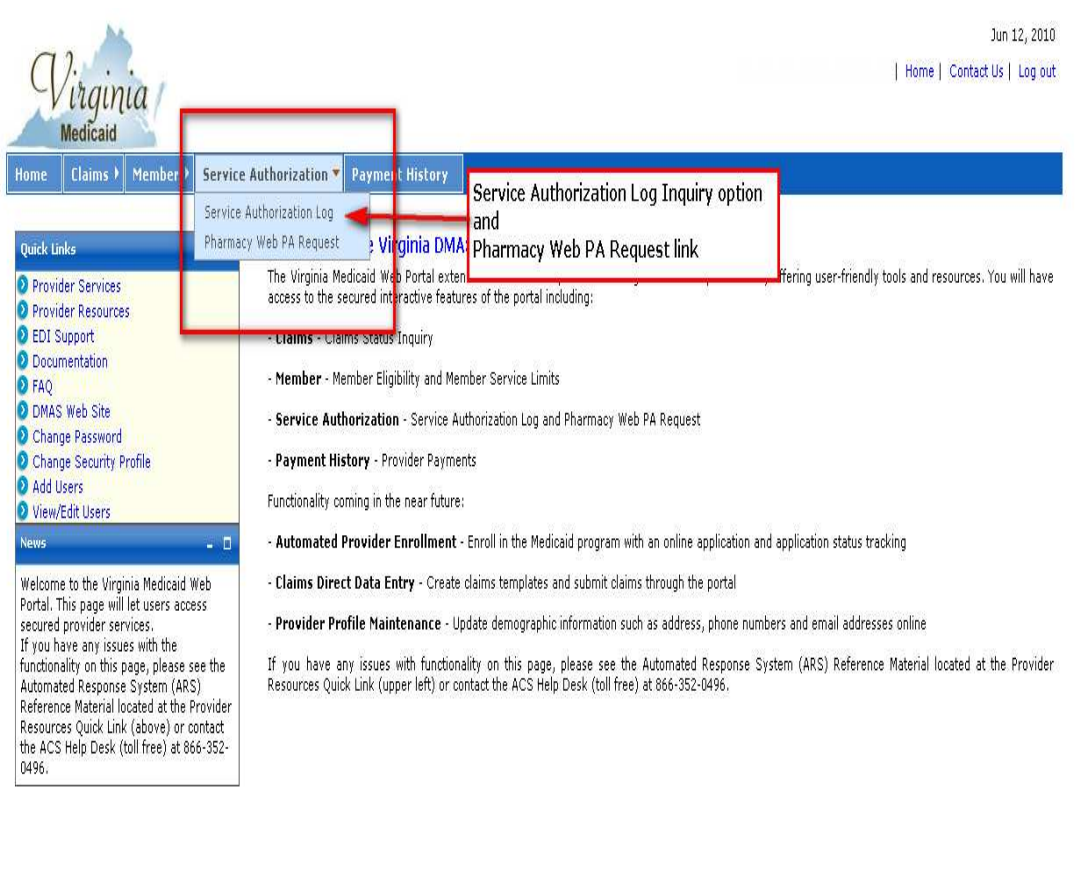 Jun 12, 2010
| Home | Contact Us | Log out
Virginia
Medicaid
Home Claims Member Service Authorization Payment History
Service Authorization Log
Pharmacy Web PA Request
Service Authorization Log Inquiry option
and
Pharmacy Web PA Request link
Quick Links
Provider Services
Provider Resources
EDI Support
Documentation
FAQ
DMAS Web Site
Change Password
Change Security Profile
Add Users
View/Edit Users
News
Welcome to the Virginia Medicaid Web
Portal. This page will let users access
secured provider services.
If you have any issues with the
functionality on this page, please see the
Automated Response System (ARS)
Reference Material located at the Provider
Resources Quick Link (above) or contact
the ACS Help Desk (toll free) at 866-352-
0496.
Virginia
The Virginia Medicaid Web Portal user-friendly tools and resources. You will have
access to the secured interactive features of the portal including:
- Claims - Claims Status Inquiry
- Member - Member Eligibility and Member Service Limits
- Service Authorization - Service Authorization Log and Pharmacy Web PA Request
- Payment History - Provider Payments
Functionality coming in the near future:
- Automated Provider Enrollment - Enroll in the Medicaid program with an online application and application status tracking
- Claims Direct Data Entry - Create claims templates and submit claims through the portal
- Provider Profile Maintenance - Update demographic information such as address, phone numbers and email addresses online
If you have any issues with functionality on this page, please see the Automated Response System (ARS) Reference Material located at the Provider
Resources Quick Link (upper left) or contact the ACS Help Desk (toll free) at 866-352-0496.